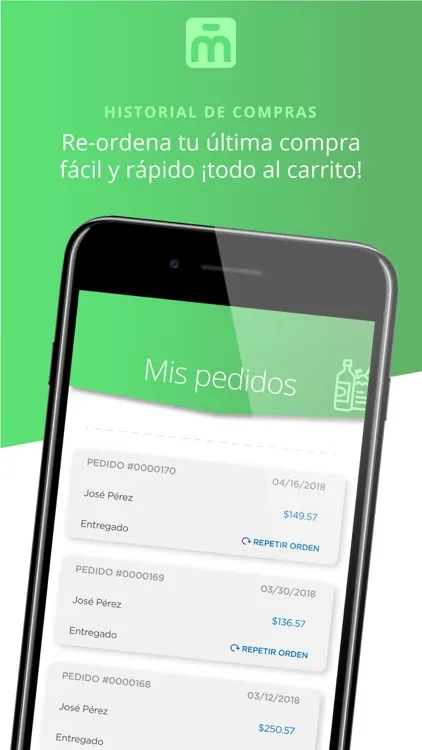 m
HISTORIAL DE COMPRAS
Re-ordena tu última compra
fácil y rápido ¡todo al carrito!
Mis pedidos
PEDIDO #0000170
04/16/2018
José Pérez
$149.57
Entregado
REPETIR ORDEN
PEDIDO #0000169
03/30/2018
José Pérez
$136.57
Entregado
REPETIR ORDEN
PEDIDO #0000168
03/12/2018
José Pérez
$250.57
Entregado